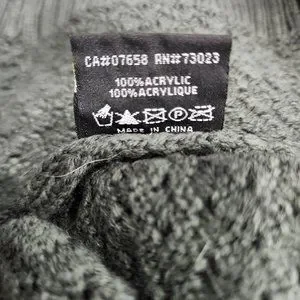 CA#07658 RN#73023
100%ACRYLIC
100%ACRYLIQUE
MADE IN CHINA